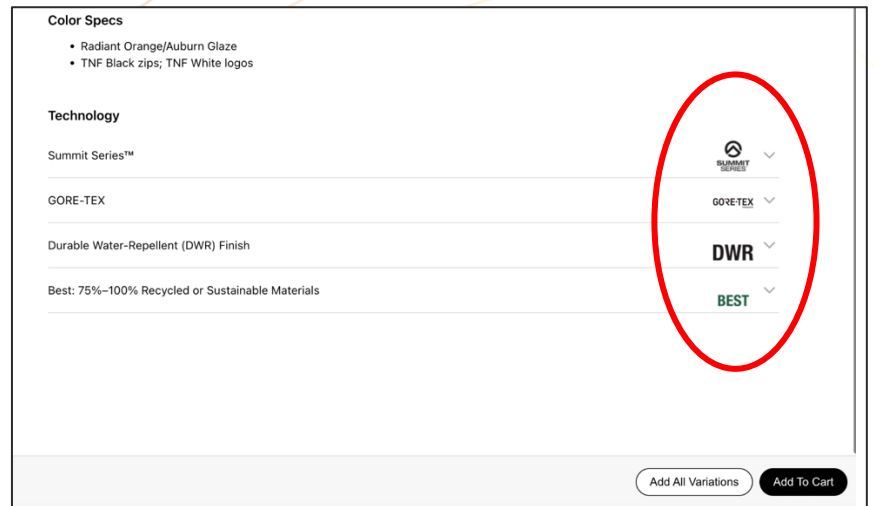 Color Specs
• Radiant Orange/Auburn Glaze
• TNF Black zips; TNF White logos
Technology
Summit Series™
SUMMIT
SERIES
GORE-TEX
GORE-TEX
Durable Water-Repellent (DWR) Finish
DWR
Best: 75%–100% Recycled or Sustainable Materials
BEST
Add All Variations
Add To Cart